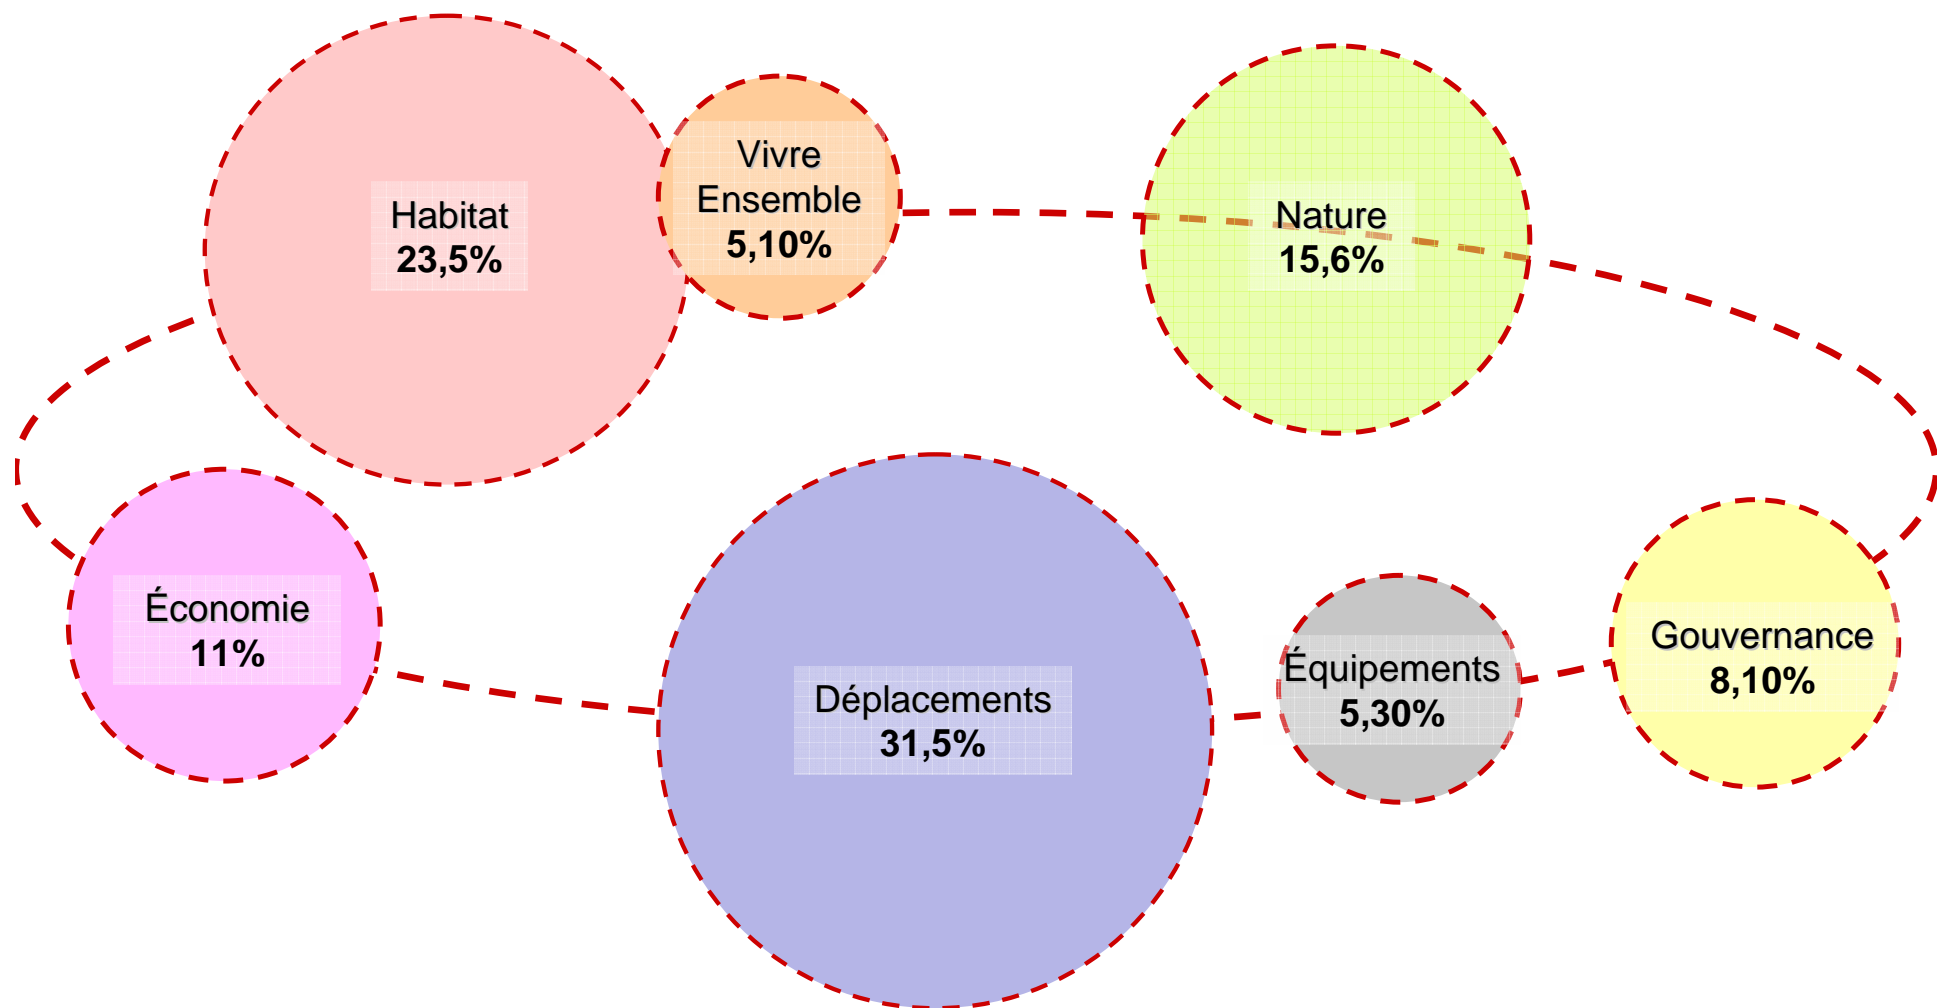 Habitat
23,5%
Vivre
Ensemble
5,10%
Nature
15,6%
Économie
11%
Déplacements
31,5%
Équipements
5,30%
Gouvernance
8,10%